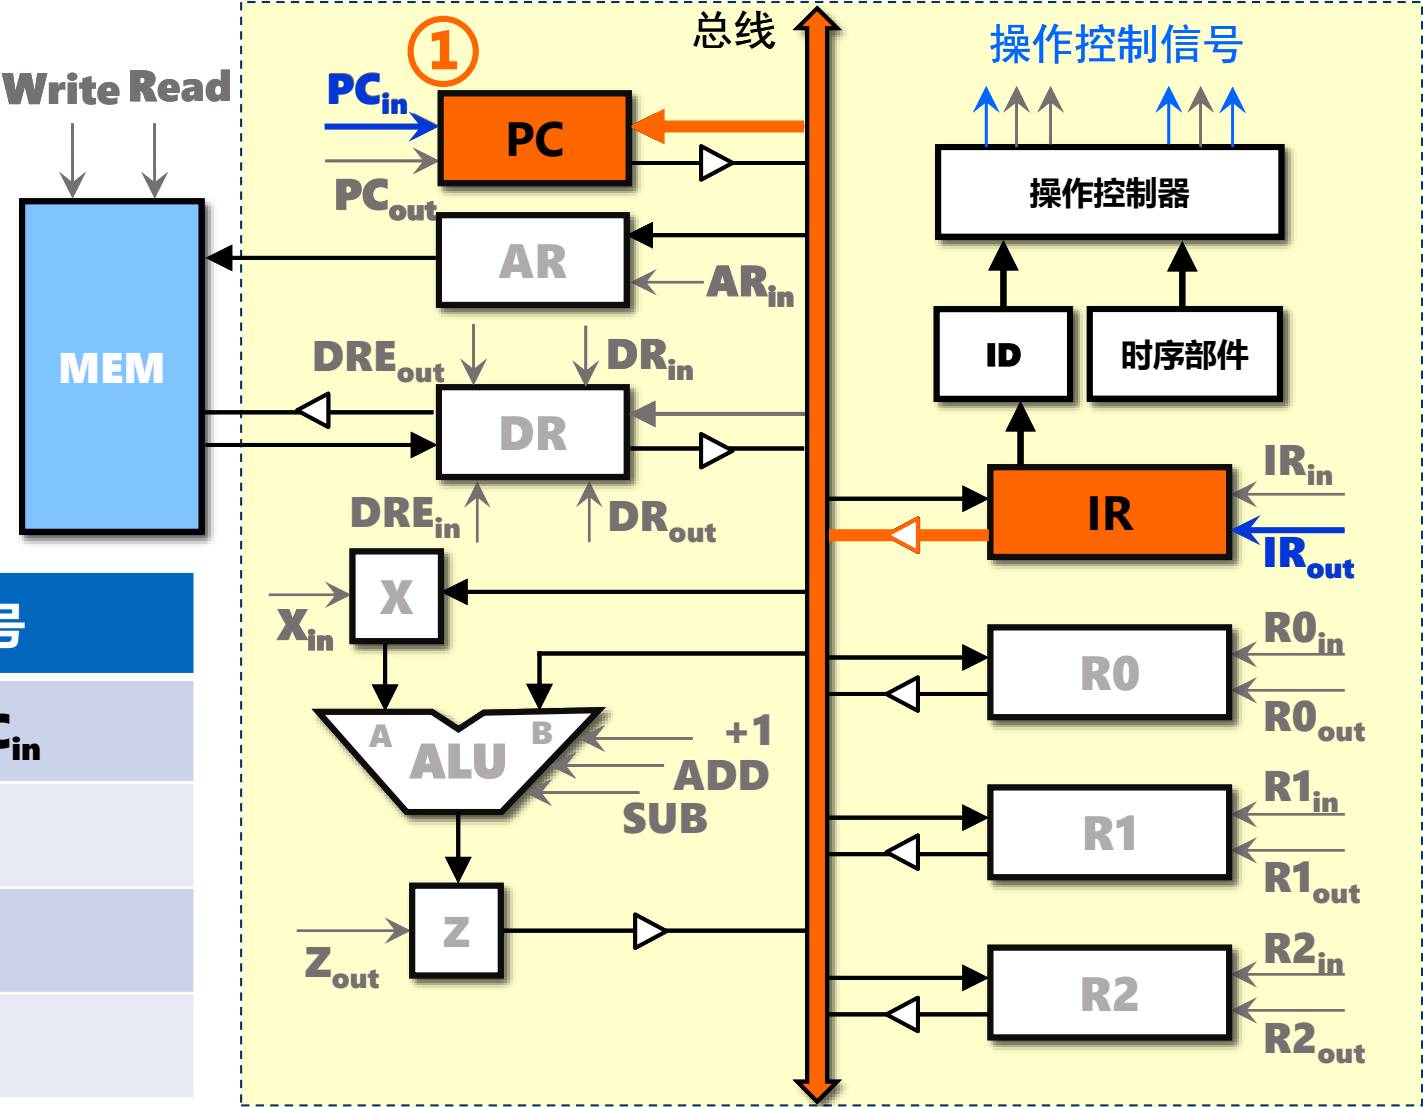 总线
操作控制信号
①
Write
Read
PCin
PC
PCout
操作控制器
AR
ARin
MEM
DREout
DRin
ID
时序部件
DR
DREin
DRout
IRin
IR
IRout
号
X
Xin
R0in
R0
R0out
in
A
B
ALU
+1
ADD
SUB
R1in
R1
R1out
Z
Zout
R2in
R2
R2out